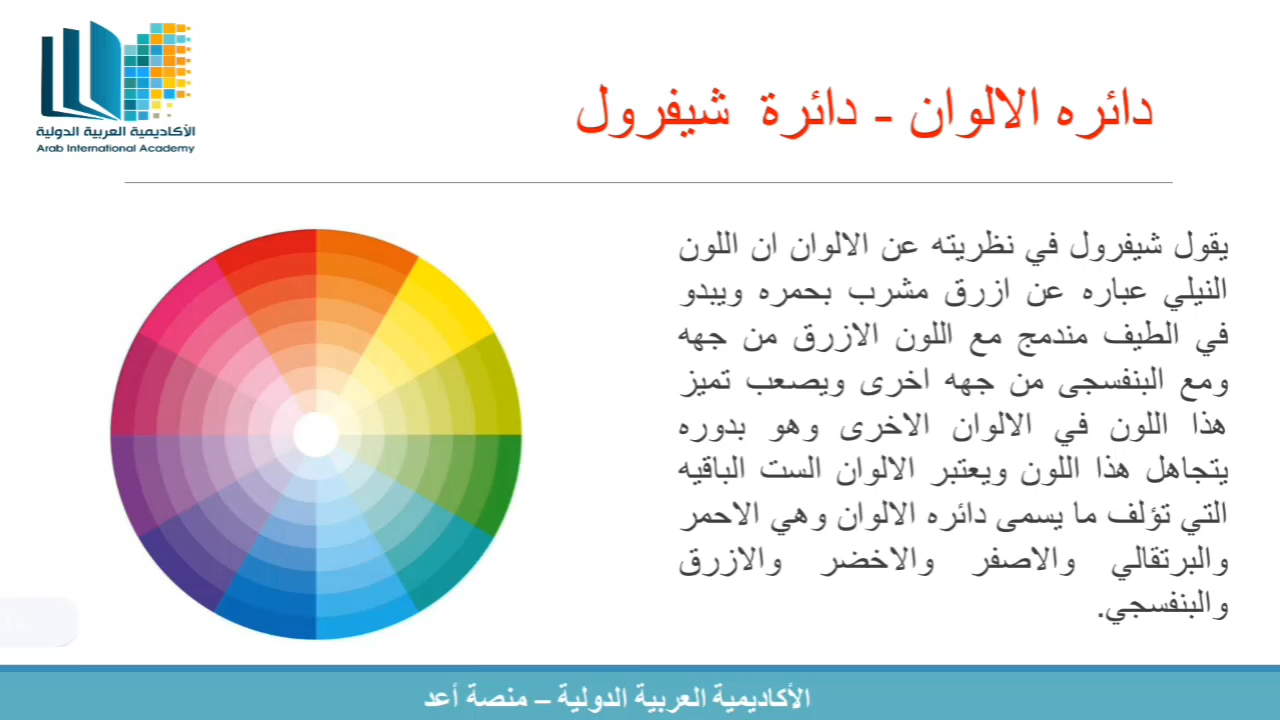 الأكاديمية العربية الدولية
Arab International Academy
دائره الالوان - دائرة شيفرول
يقول شيفرول في نظريته عن الالوان ان اللون
النيلي عباره عن ازرق مشرب بحمره ويبدو
في الطيف مندمج مع اللون الازرق من جهه
ومع البنفسجى من جهه اخرى ويصعب تميز
هذا اللون في الالوان الاخرى وهو بدوره
يتجاهل هذا اللون ويعتبر الالوان الست الباقيه
التي تؤلف ما يسمى دائره الالوان وهي الاحمر
والبرتقالي والاصفر والاخضر والازرق
والبنفسجي.
الأكاديمية العربية الدولية – منصة أعد